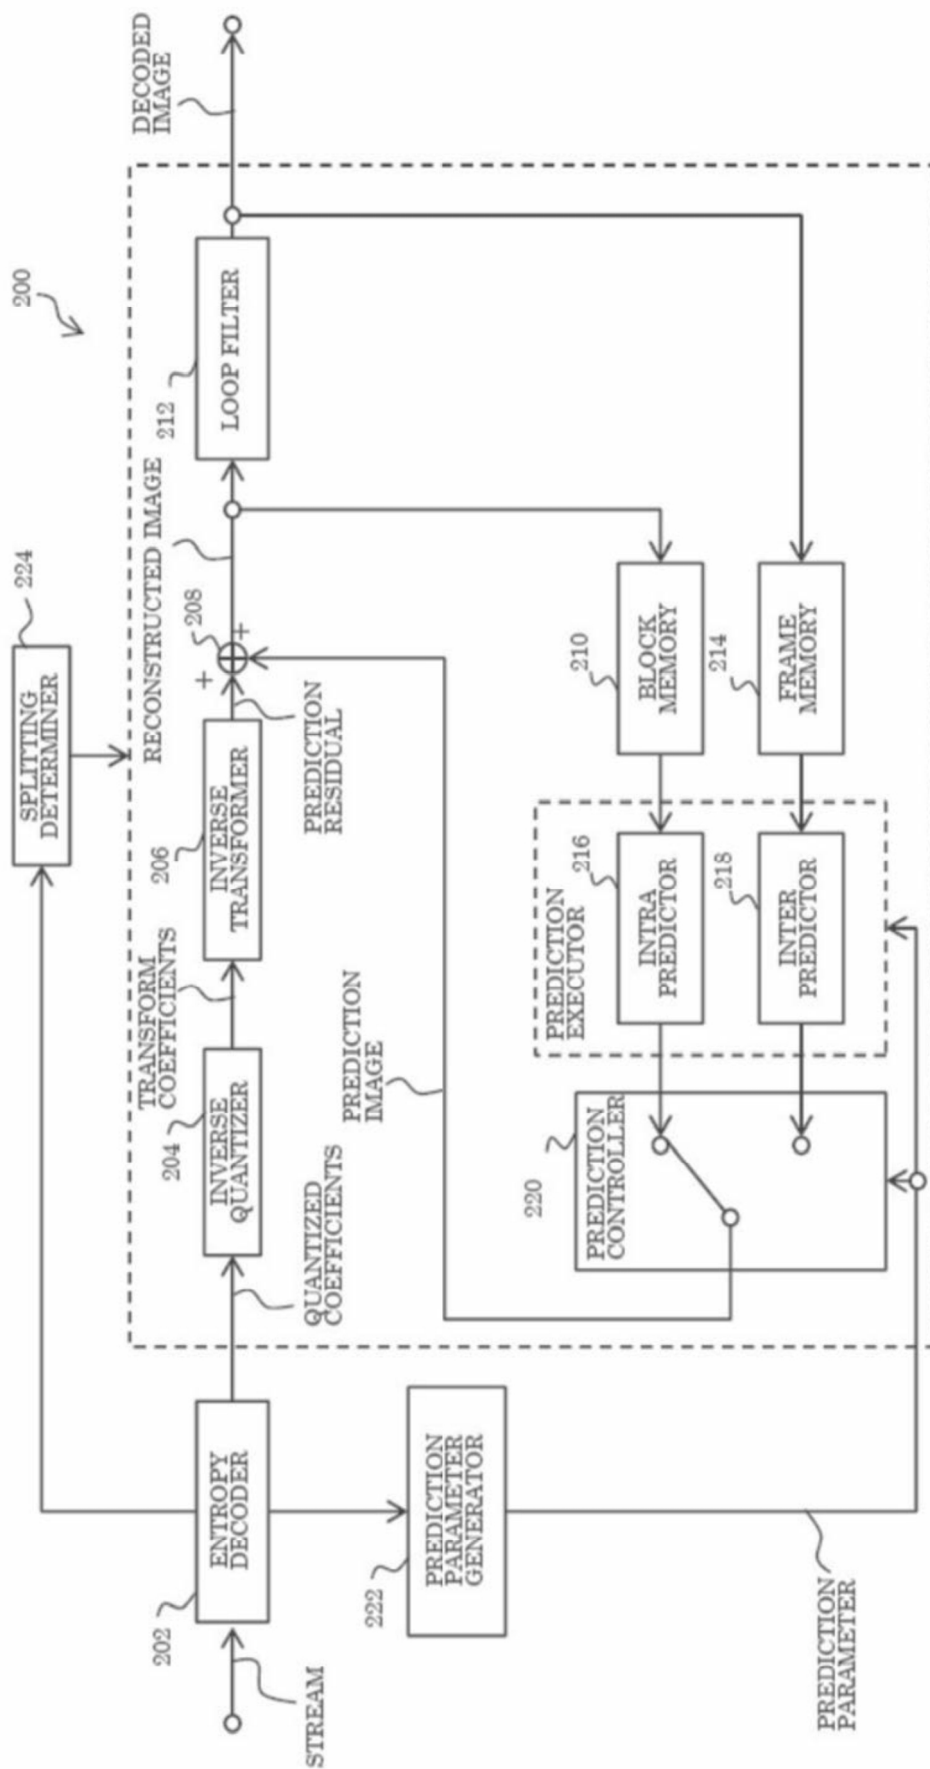 200
224
SPLITTING
DETERMINER
STREAM
202
ENTROPY
DECODER
QUANTIZED
COEFFICIENTS
204
INVERSE
QUANTIZER
TRANSFORM
COEFFICIENTS
206
INVERSE
TRANSFORMER
PREDICTION
RESIDUAL
+
208
+
RECONSTRUCTED IMAGE
212
LOOP FILTER
DECODED
IMAGE
222
PREDICTION
PARAMETER
GENERATOR
PREDICTION
IMAGE
220
PREDICTION
CONTROLLER
PREDICTION
EXECUTOR
216
INTRA
PREDICTOR
210
BLOCK
MEMORY
218
INTER
PREDICTOR
214
FRAME
MEMORY
PREDICTION
PARAMETER